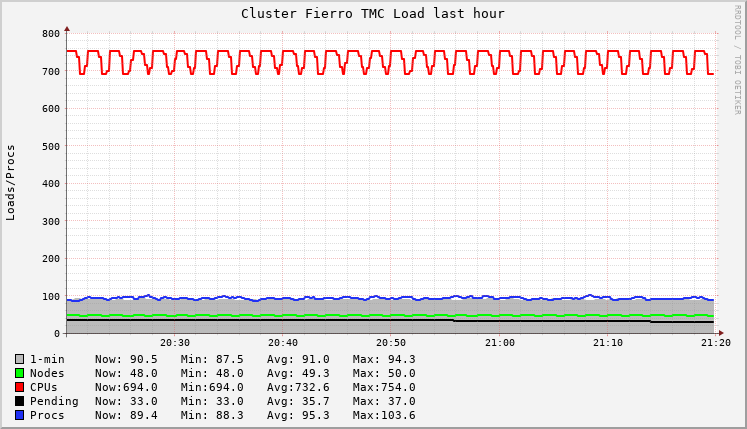 Cluster Fierro TMC Load last hour
RRDTOOL / TOBI OETIKER
Loads/Procs
800
700
600
500
400
300
200
100
0
20:30 20:40 20:50 21:00 21:10 21:20
1-min Now: 90.5 Min: 87.5 Avg: 91.0 Max: 94.3
Nodes Now: 48.0 Min: 48.0 Avg: 49.3 Max: 50.0
CPUs Now:694.0 Min:694.0 Avg:732.6 Max:754.0
Pending Now: 33.0 Min: 33.0 Avg: 35.7 Max: 37.0
Procs Now: 89.4 Min: 88.3 Avg: 95.3 Max:103.6